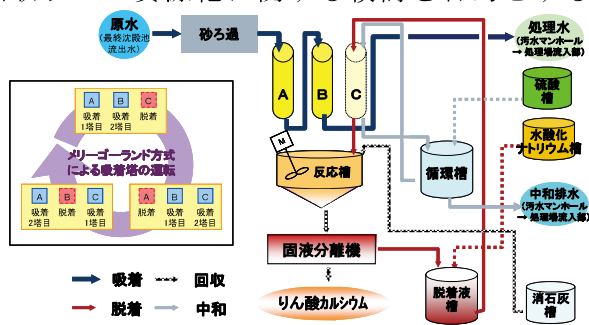 原水
(最終沈殿池
流出水)
砂ろ過
A
B
C
処理水
(汚水マンホール
→処理場流入部)
硫酸
槽
水酸化
ナトリウム槽
A
B
C
吸着
1塔目
吸着
2塔目
脱着
メリーゴーランド方式
による吸着塔の運転
A
B
C
吸着
2塔目
脱着
吸着
1塔目
A
B
C
脱着
吸着
1塔目
吸着
2塔目
M
反応槽
循環槽
中和排水
(汚水マンホール
→処理場流入部)
固液分離機
りん酸カルシウム
脱着液
槽
消石灰
槽
吸着
回収
脱着
中和